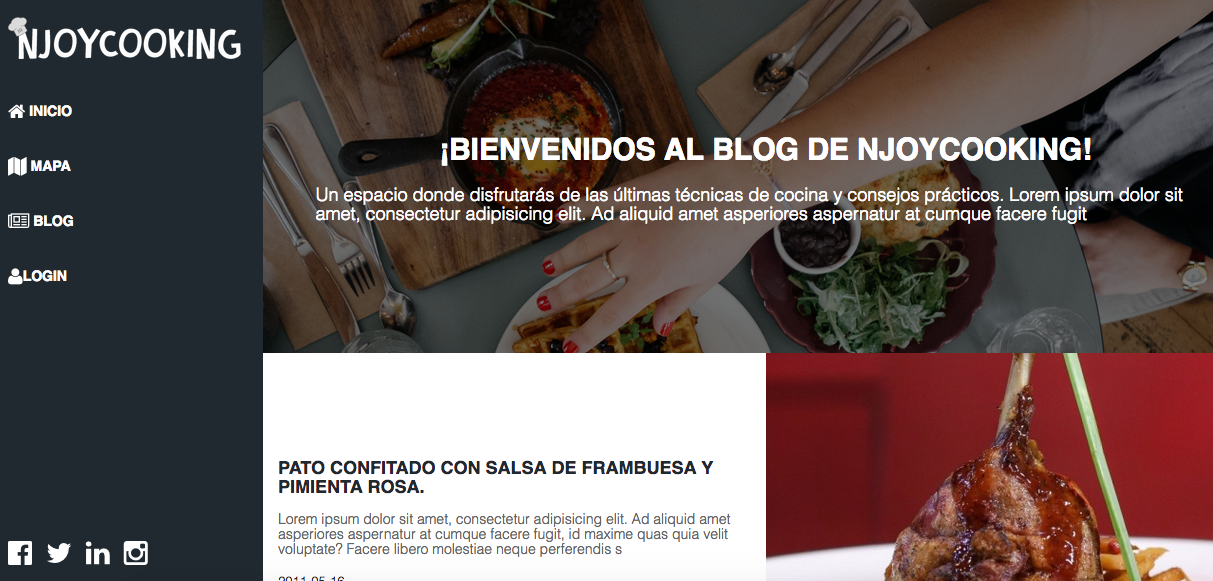 NJOYCOOKING
INICIO
MAPA
BLOG
LOGIN
¡BIENVENIDOS AL BLOG DE NJOYCOOKING!
Un espacio donde disfrutarás de las últimas técnicas de cocina y consejos prácticos. Lorem ipsum dolor sit
amet, consectetur adipisicing elit. Ad aliquid amet asperiores aspernatur at cumque facere fugit
PATO CONFITADO CON SALSA DE FRAMBUESA Y
PIMIENTA ROSA.
Lorem ipsum dolor sit amet, consectetur adipisicing elit. Ad aliquid amet
asperiores aspernatur at cumque facere fugit, id maxime quas quia velit
voluptate? Facere libero molestiae neque perferendis s
2011-05-16